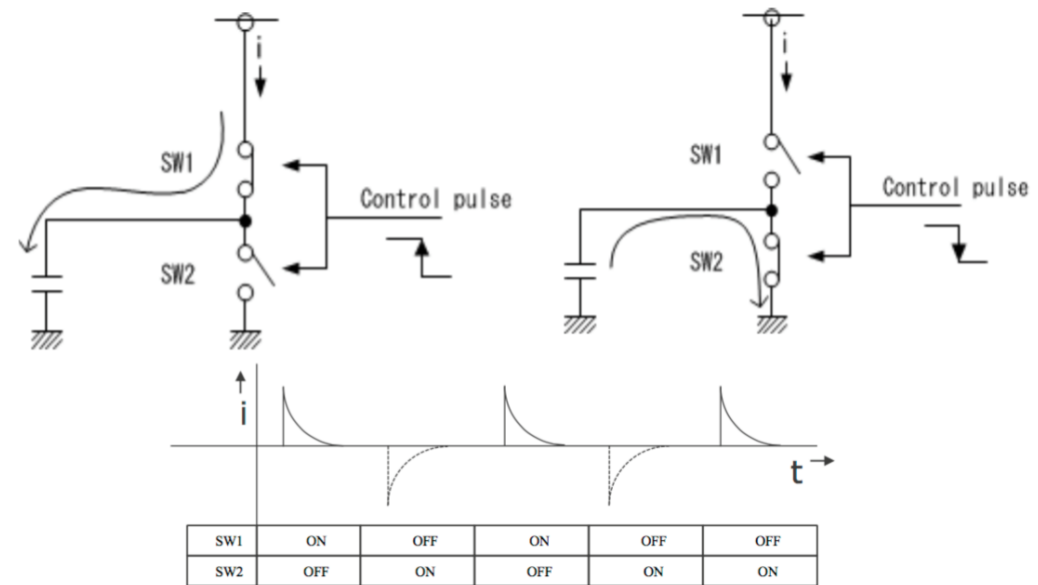 i
SW1
Control pulse
SW2
i
SW1
Control pulse
SW2
i
t
SW1 ON OFF ON OFF OFF
SW2 OFF ON OFF ON ON